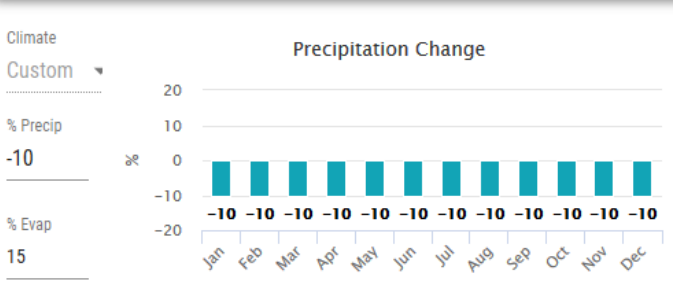 Climate
Custom
% Precip
-10
% Evap
15
Precipitation Change
%
20
10
0
-10
-20
-10 -10 -10 -10 -10 -10 -10 -10 -10 -10 -10 -10
Jan Feb Mar Apr May Jun Jul Aug Sep Oct Nov Dec